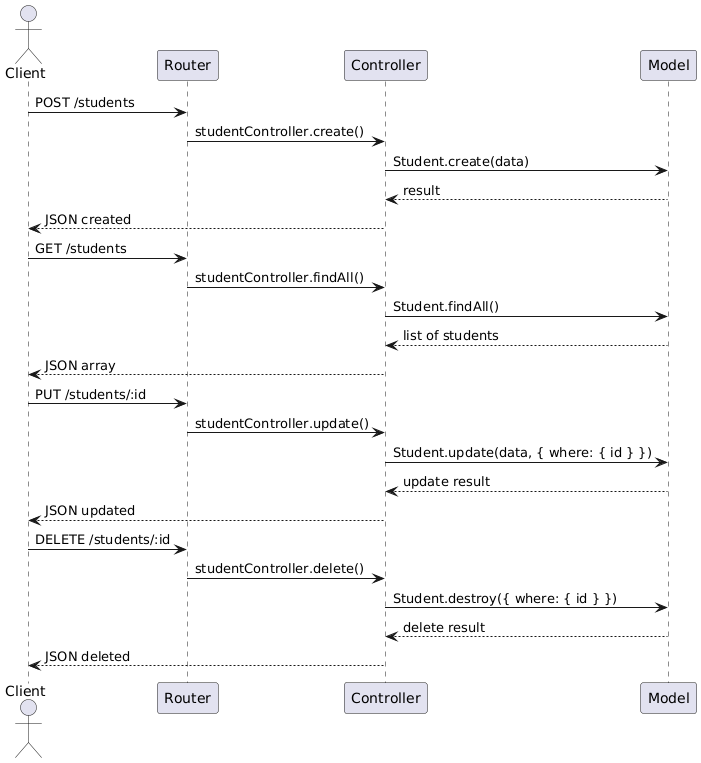 Client
Router
Controller
Model
POST /students
studentController.create()
Student.create(data)
result
JSON created
GET /students
studentController.findAll()
Student.findAll()
list of students
JSON array
PUT /students/:id
studentController.update()
Student.update(data, { where: { id } })
update result
JSON updated
DELETE /students/:id
studentController.delete()
Student.destroy({ where: { id } })
delete result
JSON deleted
Client
Router
Controller
Model